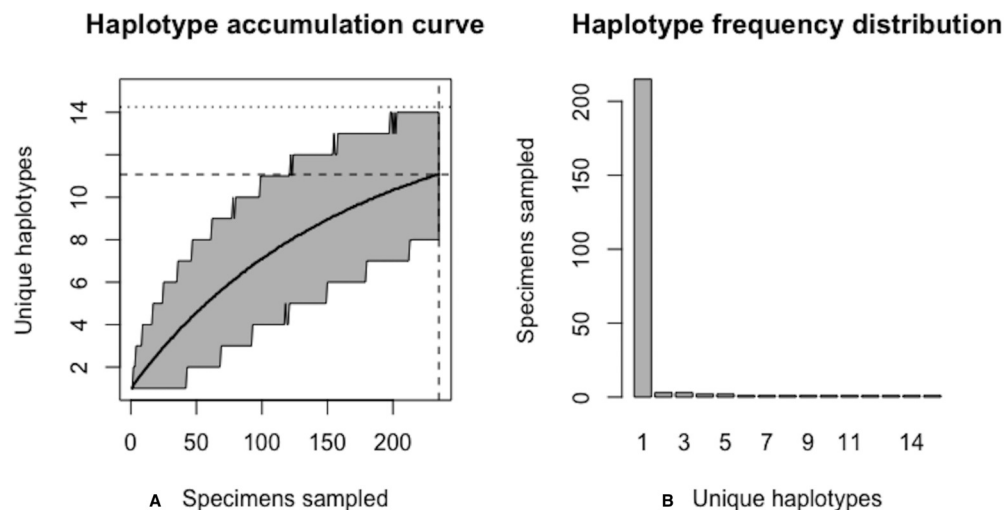 Haplotype accumulation curve
Unique haplotypes
14
10
8
6
4
2
0 50 100 150 200
A Specimens sampled
Haplotype frequency distribution
Specimens sampled
200
150
100
50
0
1 3 5 7 9 11 14
B Unique haplotypes